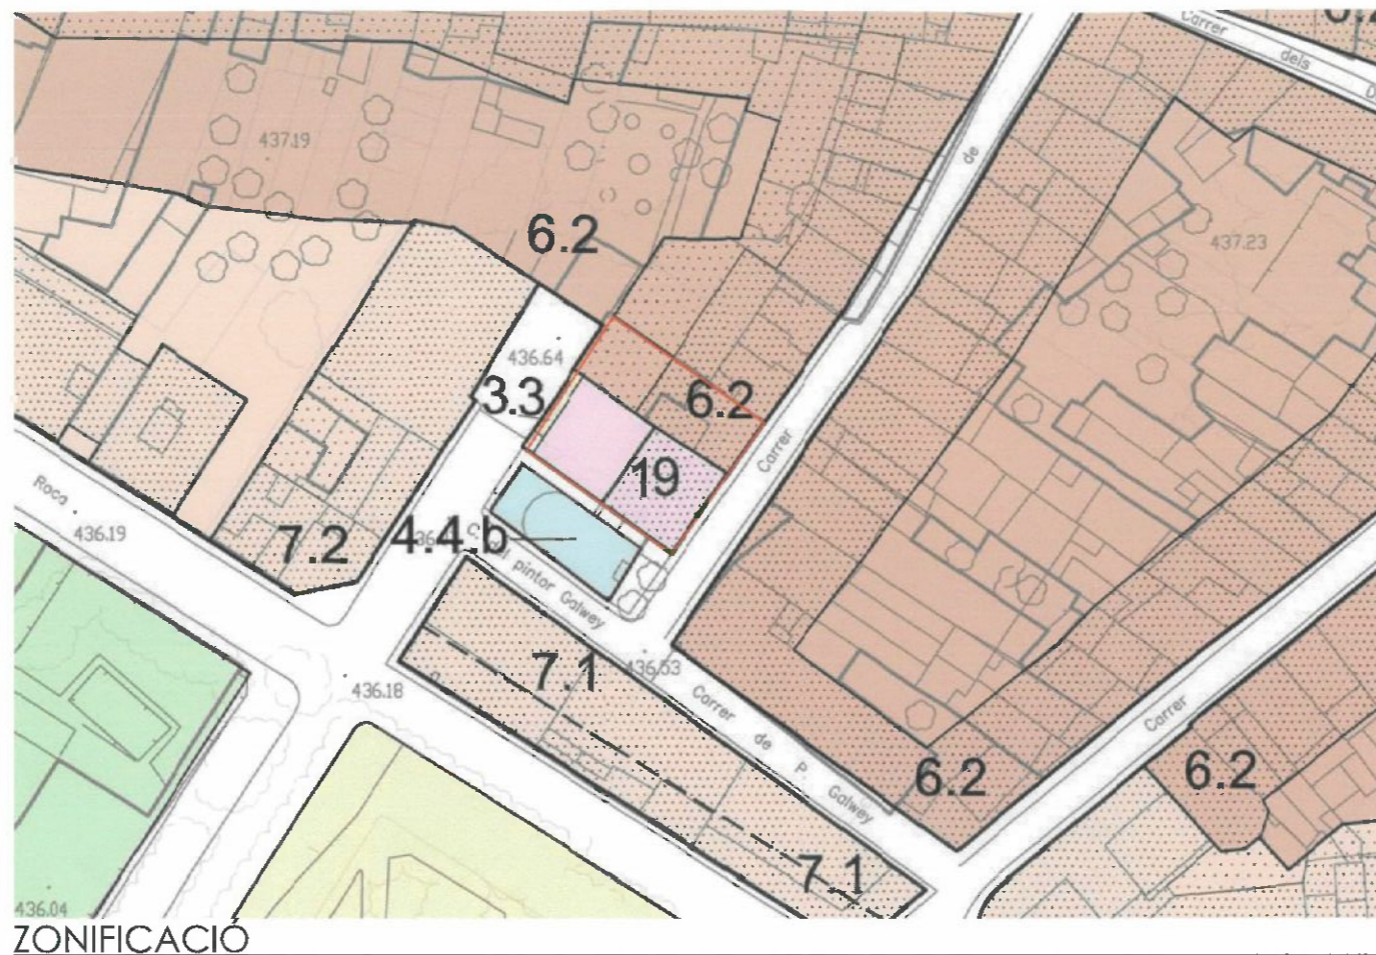 Carrer
dels
437.19
de
6.2
437.23
436.64
3.3
6.2
Carrer
19
Roca
436.19
7.2
4.4.b
pintor
Galwey
7.1
436.53
436.18
Carrer
de
P
Galwey
Carrer
6.2
6.2
7.1
436.04
ZONIFICACIÓ